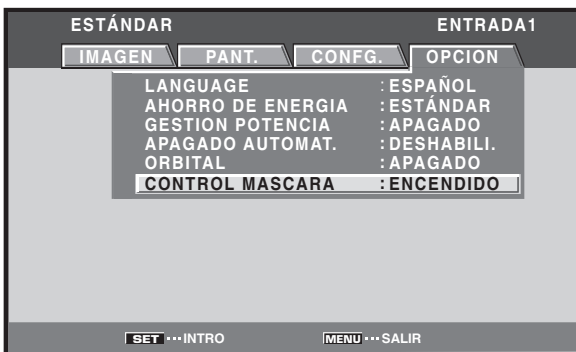 ESTÁNDAR ENTRADA1
IMAGEN PANT. CONFG. OPCION
LANGUAGE :ESPAÑOL
AHORRO DE ENERGIA :ESTÁNDAR
GESTION POTENCIA :APAGADO
APAGADO AUTOMAT. :DESHABILI.
ORBITAL :APAGADO
CONTROL MASCARA :ENCENDIDO
SET ···INTRO MENU ···SALIR